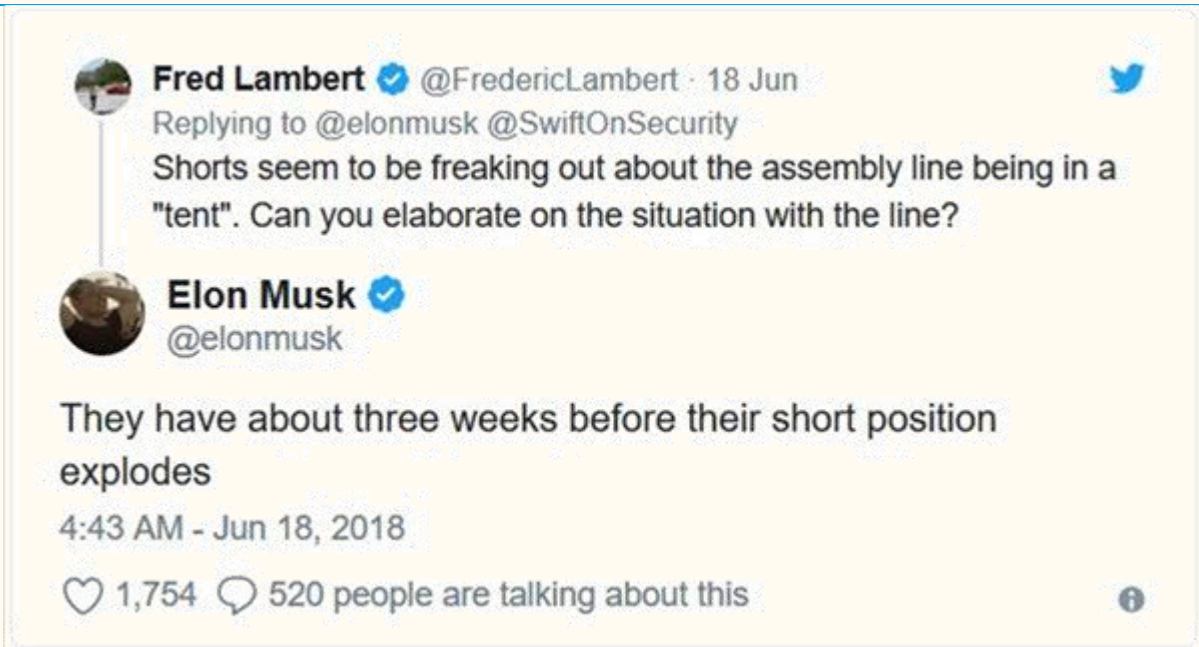 Fred Lambert @FredericLambert · 18 Jun
Replying to @elonmusk @SwiftOnSecurity
Shorts seem to be freaking out about the assembly line being in a
"tent". Can you elaborate on the situation with the line?
Elon Musk
@elonmusk
They have about three weeks before their short position
explodes
4:43 AM - Jun 18, 2018
1,754 520 people are talking about this